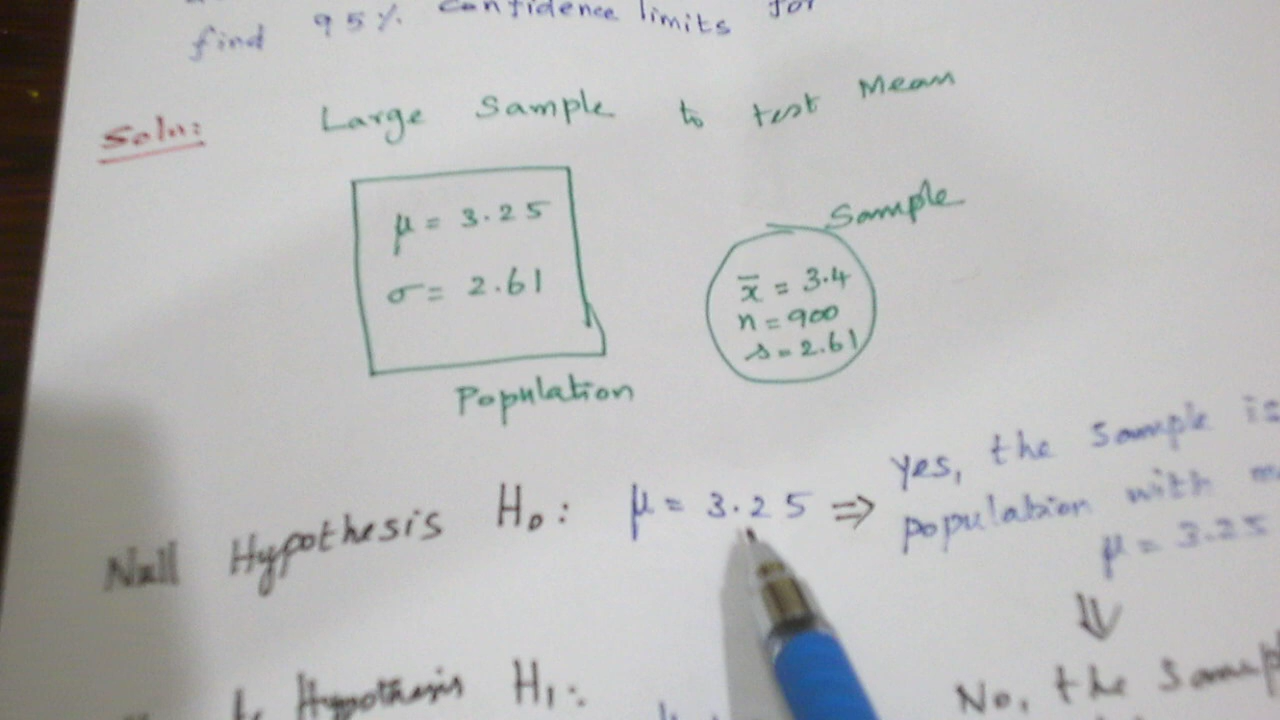 find 95% confidence limits for
Soln: Large Sample to test Mean
μ = 3.25
σ = 2.61
Population
Sample
x̄ = 3.4
n = 900
s = 2.61
Null Hypothesis H₀: μ = 3.25 ⇒ yes, the sample is
population with
μ = 3.25
⇓
Hypothesis H₁:
No, the Sampl